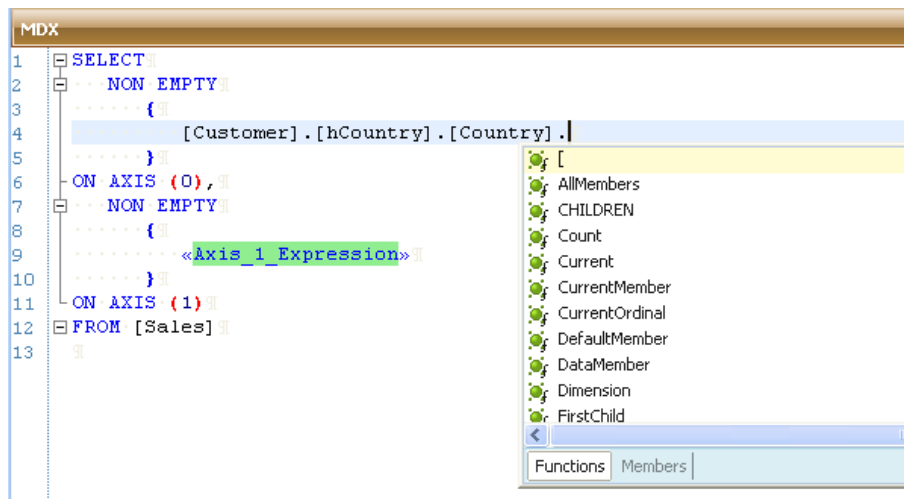 MDX
1 SELECT
2 NON EMPTY
3 {
4 [Customer].[hCountry].[Country].
5 }
6 ON AXIS (0),
7 NON EMPTY
8 {
9 «Axis_1_Expression»
10 }
11 ON AXIS (1)
12 FROM [Sales]
13
[
AllMembers
CHILDREN
Count
Current
CurrentMember
CurrentOrdinal
DefaultMember
DataMember
Dimension
FirstChild
Functions Members